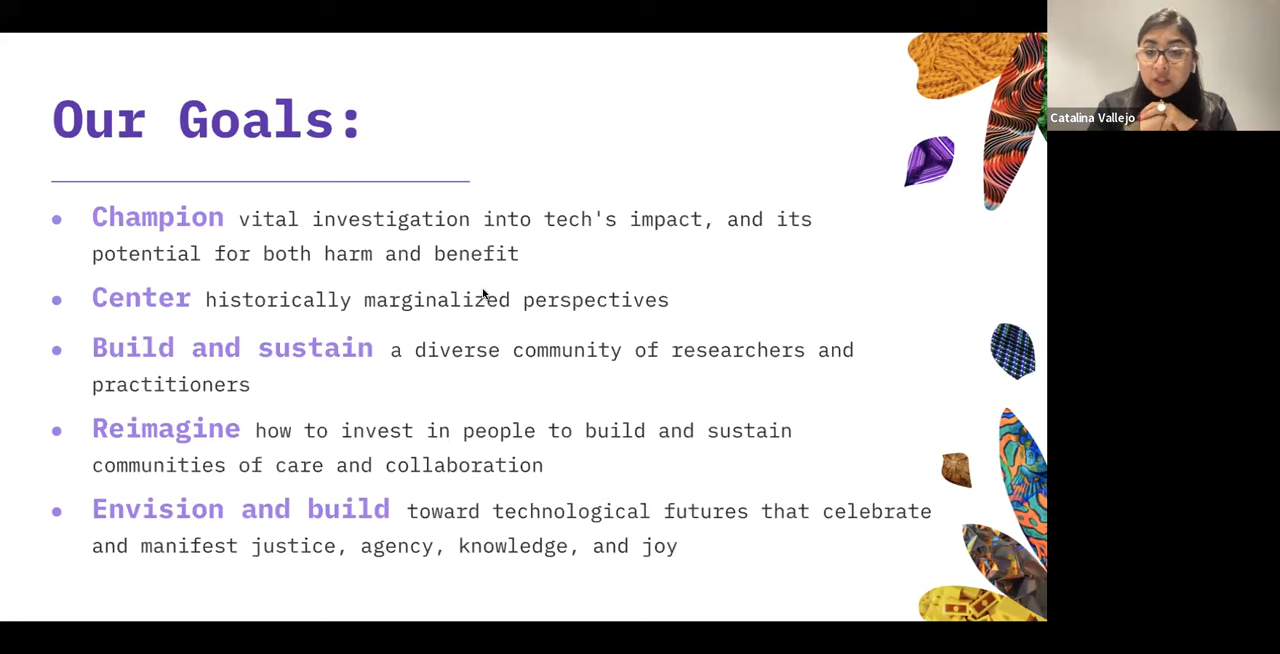 Our Goals:
● Champion vital investigation into tech's impact, and its
potential for both harm and benefit
● Center historically marginalized perspectives
● Build and sustain a diverse community of researchers and
practitioners
● Reimagine how to invest in people to build and sustain
communities of care and collaboration
● Envision and build toward technological futures that celebrate
and manifest justice, agency, knowledge, and joy
Catalina Vallejo